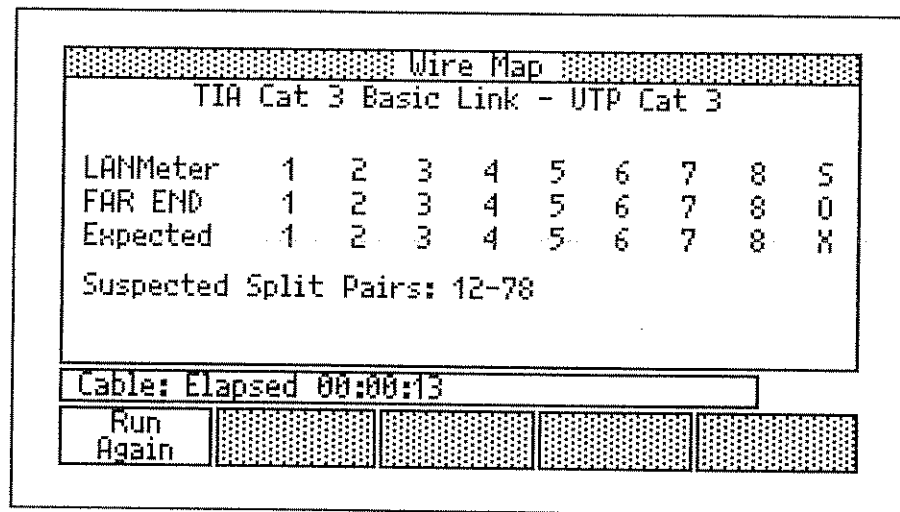 Wire Map
TIA Cat 3 Basic Link - UTP Cat 3
LANMeter 1 2 3 4 5 6 7 8 S
FAR END 1 2 3 4 5 6 7 8 O
Expected 1 2 3 4 5 6 7 8 X
Suspected Split Pairs: 12-78
Cable: Elapsed 00:00:13
Run
Again